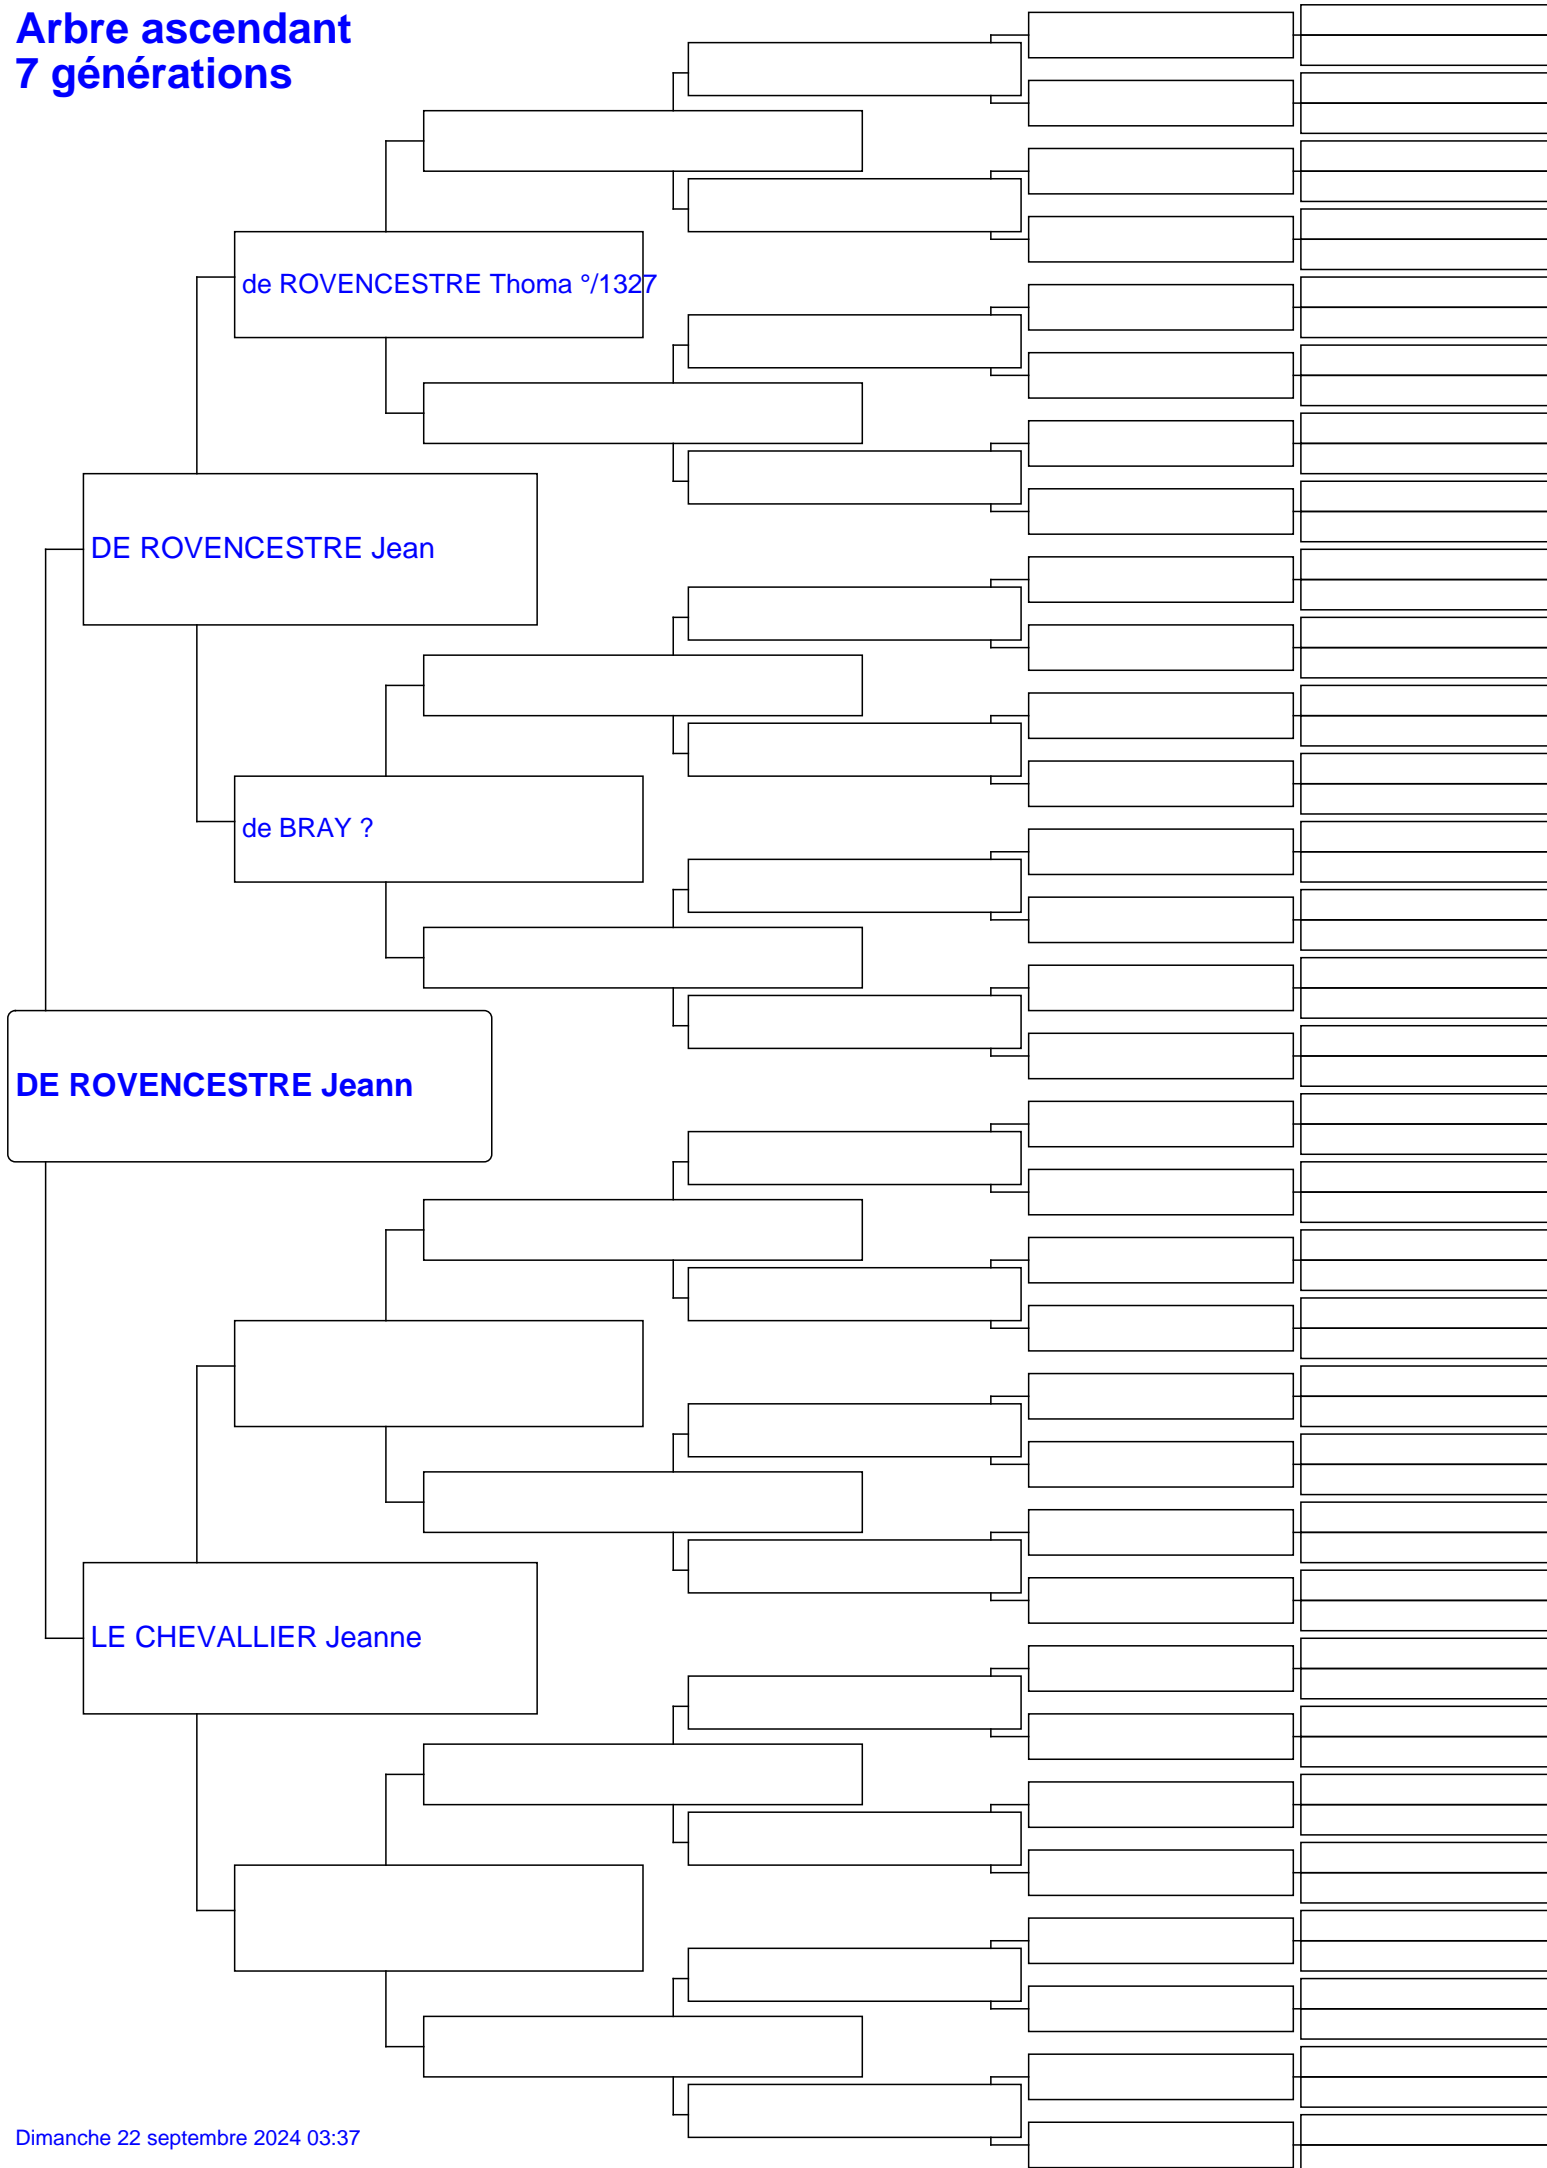 Arbre ascendant
7 générations
de ROVENCESTRE Thoma °/1327
DE ROVENCESTRE Jean
de BRAY ?
DE ROVENCESTRE Jeann
LE CHEVALLIER Jeanne
Dimanche 22 septembre 2024 03:37